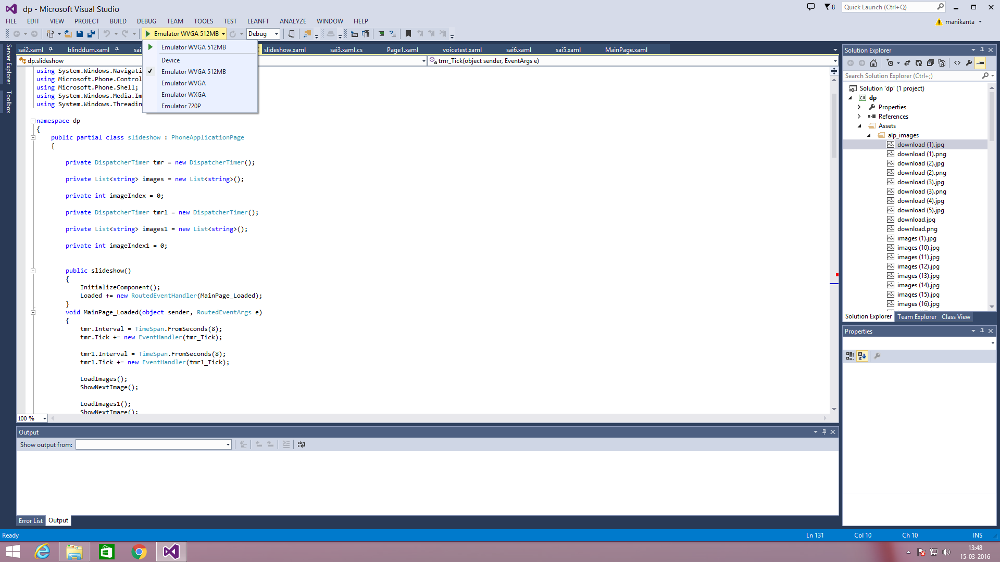 dp - Microsoft Visual Studio
8
Quick Launch (Ctrl+Q)
FILE EDIT VIEW PROJECT BUILD DEBUG TEAM TOOLS TEST LEANFT ANALYZE WINDOW HELP
manikanta
Emulator WVGA 512MB
Debug
Emulator WVGA 512MB
Device
Emulator WVGA 512MB
Emulator WVGA
Emulator WXGA
Emulator 720P
Server Explorer
Toolbox
sai2.xaml blinddum.xaml slideshow.xaml sai3.xaml.cs Page1.xaml voicetest.xaml sai6.xaml sai5.xaml MainPage.xaml
dp.slideshow
tmr_Tick(object sender, EventArgs e)
using System.Windows.Navigati
using Microsoft.Phone.Control
using Microsoft.Phone.Shell;
using System.Windows.Media.Im
using System.Windows.Threadin
namespace dp
{
public partial class slideshow : PhoneApplicationPage
{
private DispatcherTimer tmr = new DispatcherTimer();
private List<string> images = new List<string>();
private int imageIndex = 0;
private DispatcherTimer tmr1 = new DispatcherTimer();
private List<string> images1 = new List<string>();
private int imageIndex1 = 0;
public slideshow()
{
InitializeComponent();
Loaded += new RoutedEventHandler(MainPage_Loaded);
}
void MainPage_Loaded(object sender, RoutedEventArgs e)
{
tmr.Interval = TimeSpan.FromSeconds(8);
tmr.Tick += new EventHandler(tmr_Tick);
tmr1.Interval = TimeSpan.FromSeconds(8);
tmr1.Tick += new EventHandler(tmr1_Tick);
LoadImages();
ShowNextImage();
LoadImages1();
ShowNextImage();
100 %
Output
Show output from:
Error List Output
Solution Explorer
Search Solution Explorer (Ctrl+;)
Solution 'dp' (1 project)
C# dp
Properties
References
Assets
alp_images
download (1).jpg
download (1).png
download (2).jpg
download (2).png
download (3).jpg
download (3).png
download (4).jpg
download (5).jpg
download.jpg
download.png
images (1).jpg
images (10).jpg
images (11).jpg
images (12).jpg
images (13).jpg
images (14).jpg
images (15).jpg
images (16).jpg
Solution Explorer Team Explorer Class View
Properties
Ready
Ln 131 Col 10 Ch 10 INS
13:48
15-03-2016